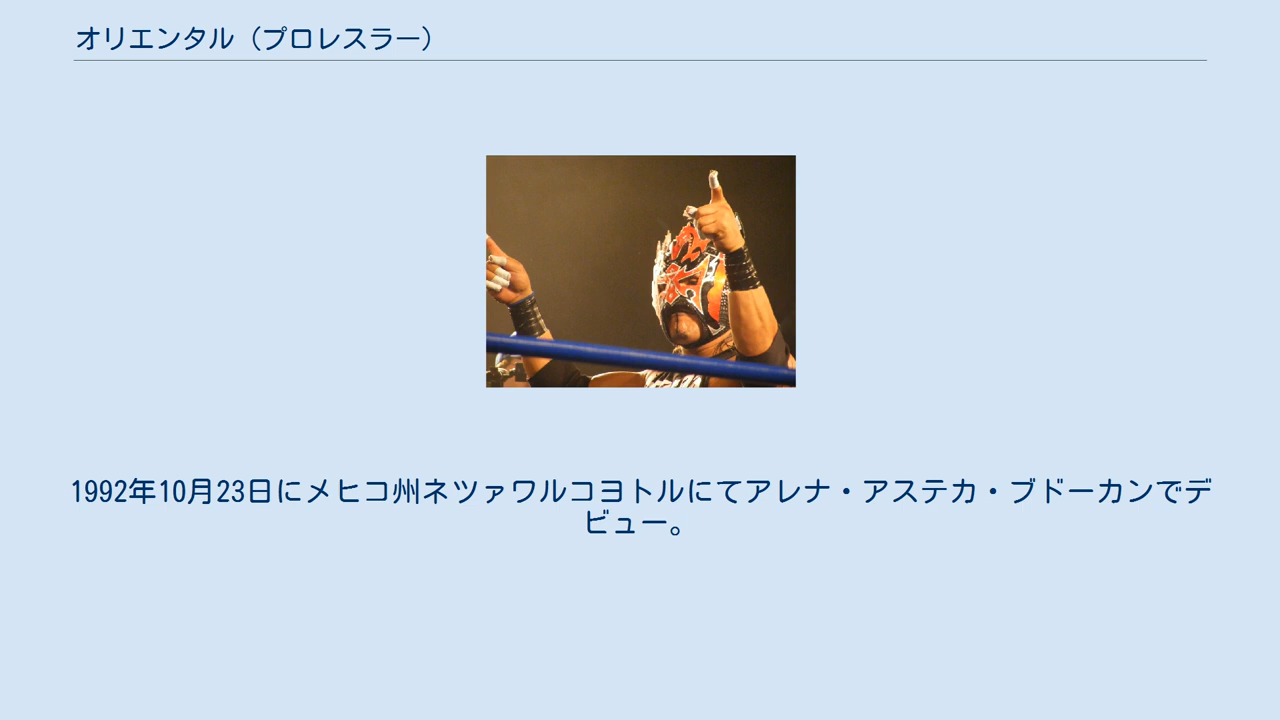 オリエンタル（プロレスラー）
1992年10月23日にメヒコ州ネツァワルコヨトルにてアレナ・アステカ・ブドーカンでデ
ビュー。